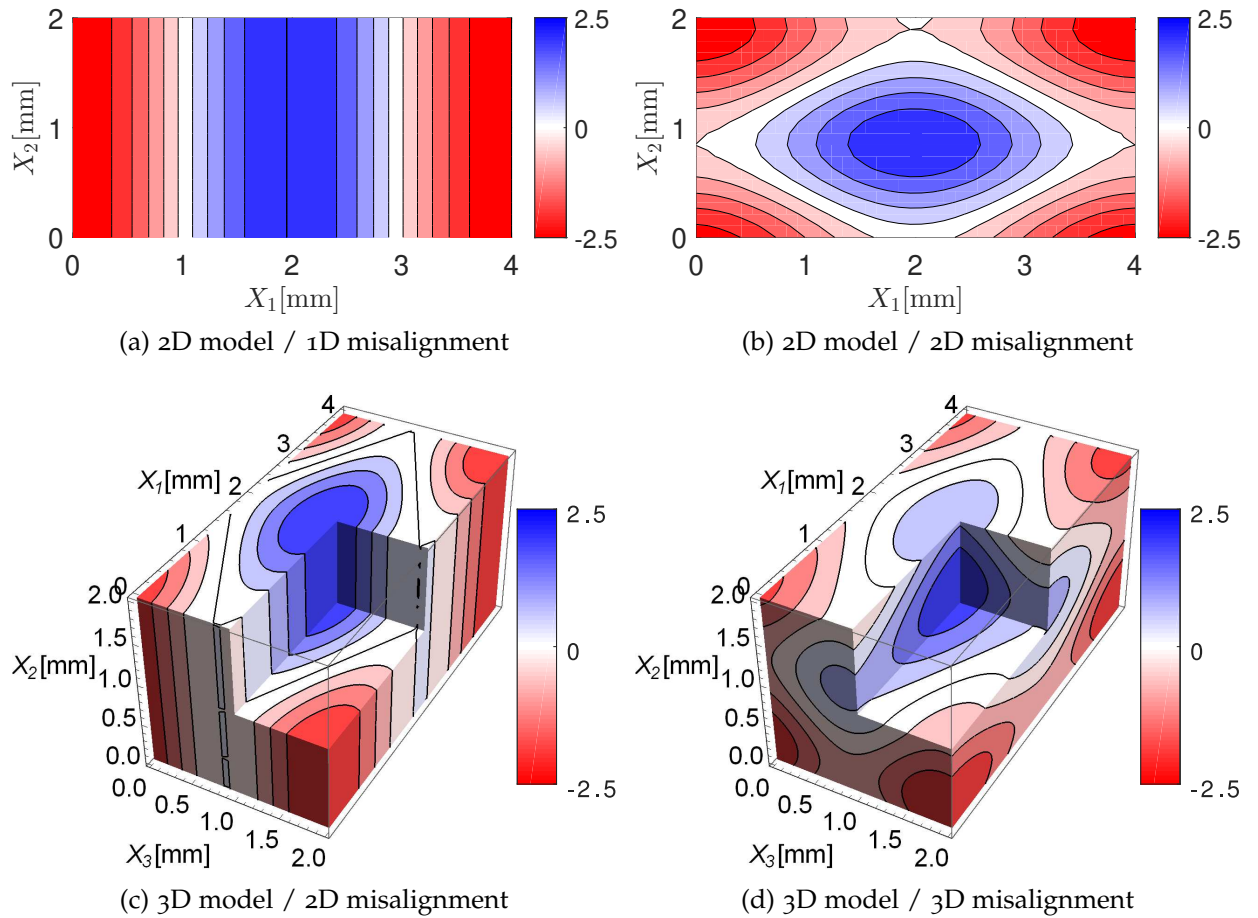 2
1
0
X₂[mm]
0 1 2 3 4
X₁[mm]
2.5
0
-2.5
(a) 2D model / 1D misalignment
2
1
0
X₂[mm]
0 1 2 3 4
X₁[mm]
2.5
0
-2.5
(b) 2D model / 2D misalignment
4
3
X₁[mm] 2
1
0
2.0
1.5
X₂[mm] 1.0
0.5
0.0
0.0
0.5
1.0
1.5
X₃[mm] 2.0
2.5
0
-2.5
(c) 3D model / 2D misalignment
4
3
X₁[mm] 2
1
0
2.0
1.5
X₂[mm] 1.0
0.5
0.0
0.0
0.5
1.0
1.5
X₃[mm] 2.0
2.5
0
-2.5
(d) 3D model / 3D misalignment